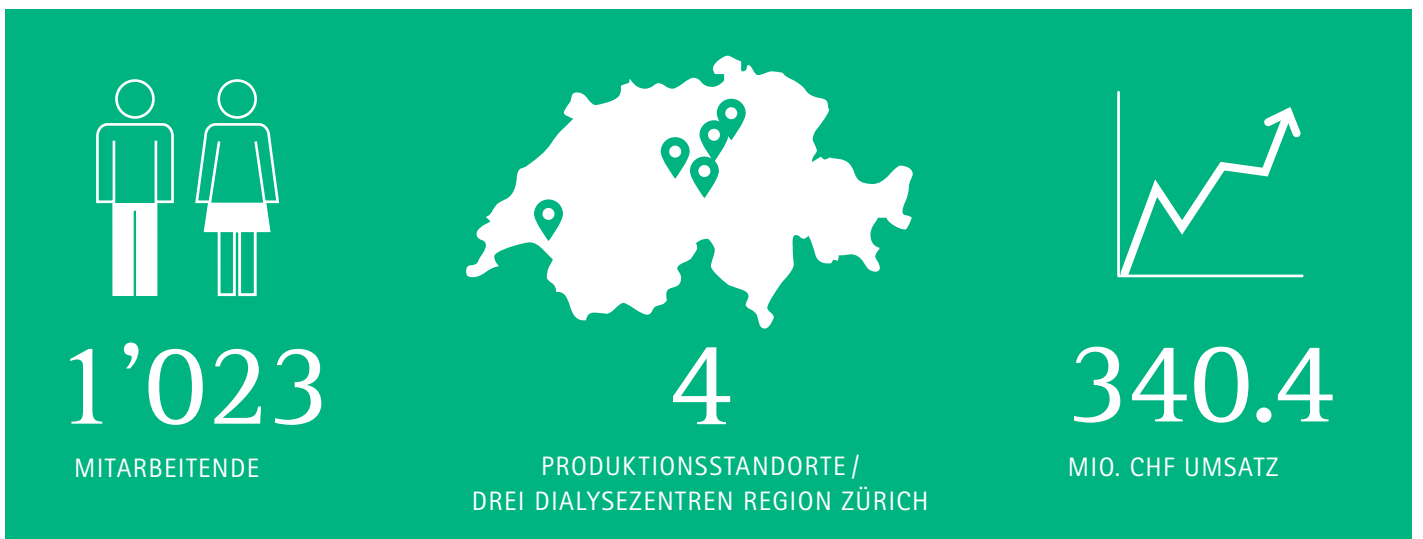 1’023
MITARBEITENDE
4
PRODUKTIONSSTANDORTE /
DREI DIALYSEZENTREN REGION ZÜRICH
340.4
MIO. CHF UMSATZ